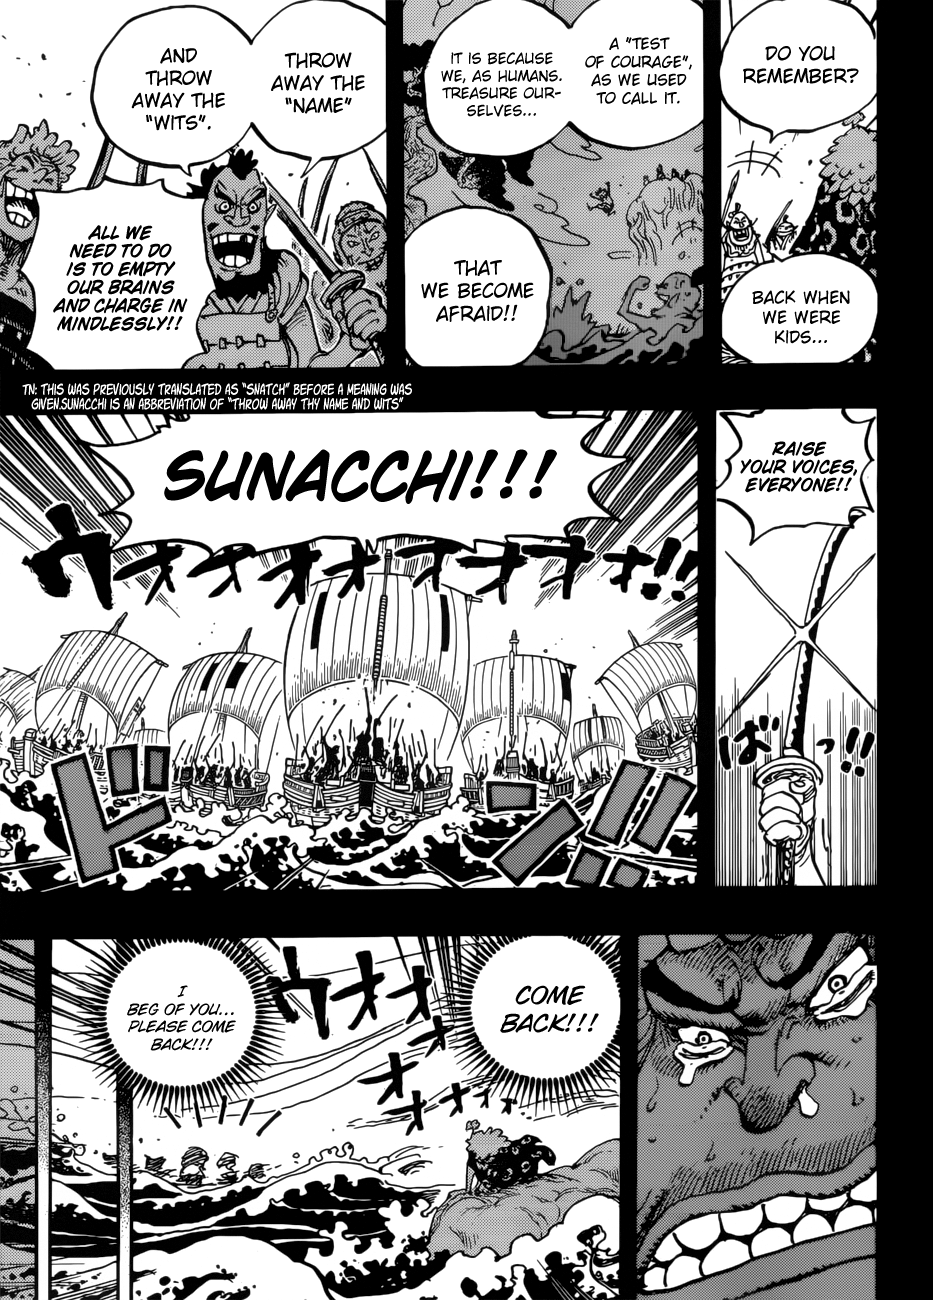 DO YOU
REMEMBER?
BACK WHEN
WE WERE
KIDS...
A "TEST
OF COURAGE",
AS WE USED
TO CALL IT.
IT IS BECAUSE
WE, AS HUMANS.
TREASURE OUR-
SELVES...
THAT
WE BECOME
AFRAID!!
THROW
AWAY THE
"NAME"
AND
THROW
AWAY THE
"WITS".
ALL WE
NEED TO DO
IS TO EMPTY
OUR BRAINS
AND CHARGE IN
MINDLESSLY!!
TN: THIS WAS PREVIOUSLY TRANSLATED AS "SNATCH" BEFORE A MEANING WAS
GIVEN.SUNACCHI IS AN ABBREVIATION OF "THROW AWAY THY NAME AND WITS"
RAISE
YOUR VOICES,
EVERYONE!!
ばっ!!
SUNACCHI!!!
ウオオオオオオオオ!!
ドン!!
COME
BACK!!!
ウオオオオオオ
I
BEG OF YOU...
PLEASE COME
BACK!!!